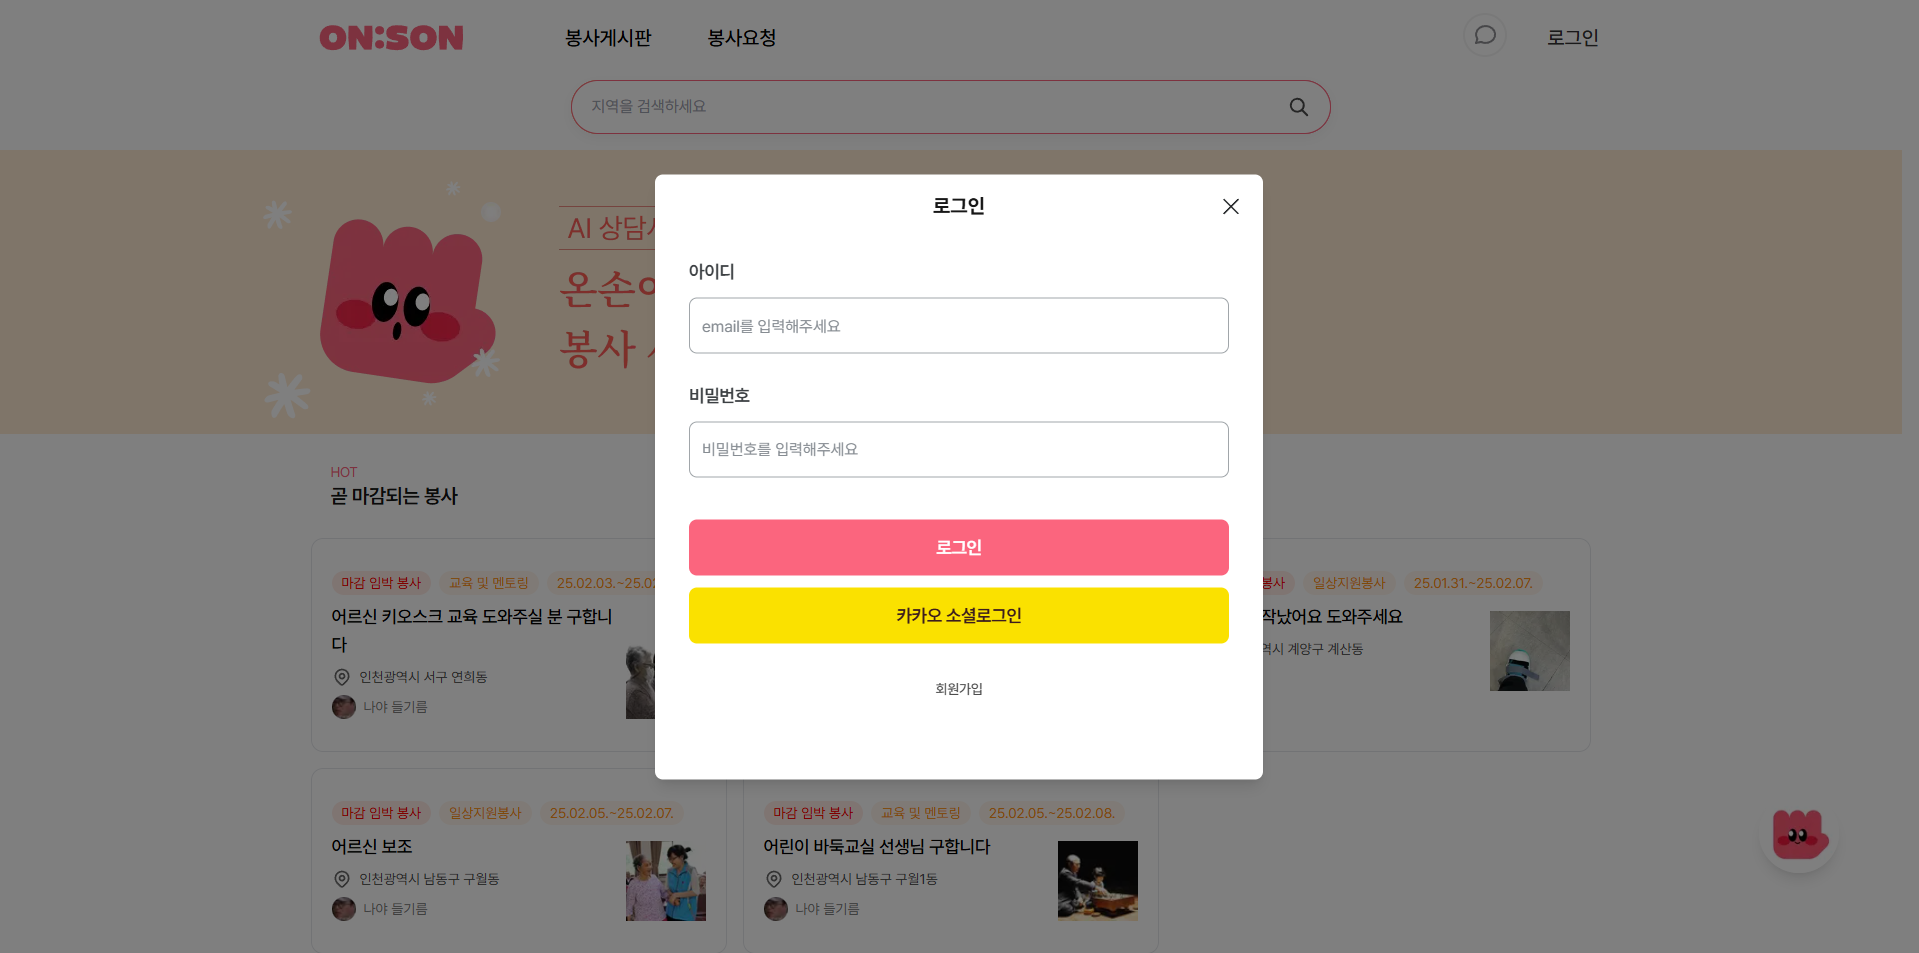 ON:SON
봉사게시판
봉사요청
로그인
지역을 검색하세요
AI 상담
온손
봉사
로그인
아이디
email를 입력해주세요
비밀번호
비밀번호를 입력해주세요
로그인
카카오 소셜로그인
회원가입
HOT
곧 마감되는 봉사
마감 임박 봉사 교육 및 멘토링 25.02.03.~25.02
어르신 키오스크 교육 도와주실 분 구합니
다
인천광역시 서구 연희동
나야 들기름
봉사 일상지원봉사 25.01.31.~25.02.07.
작났어요 도와주세요
역시 계양구 계산동
마감 임박 봉사 일상지원봉사 25.02.05.~25.02.07.
어르신 보조
인천광역시 남동구 구월동
나야 들기름
마감 임박 봉사 교육 및 멘토링 25.02.05.~25.02.08.
어린이 바둑교실 선생님 구합니다
인천광역시 남동구 구월1동
나야 들기름